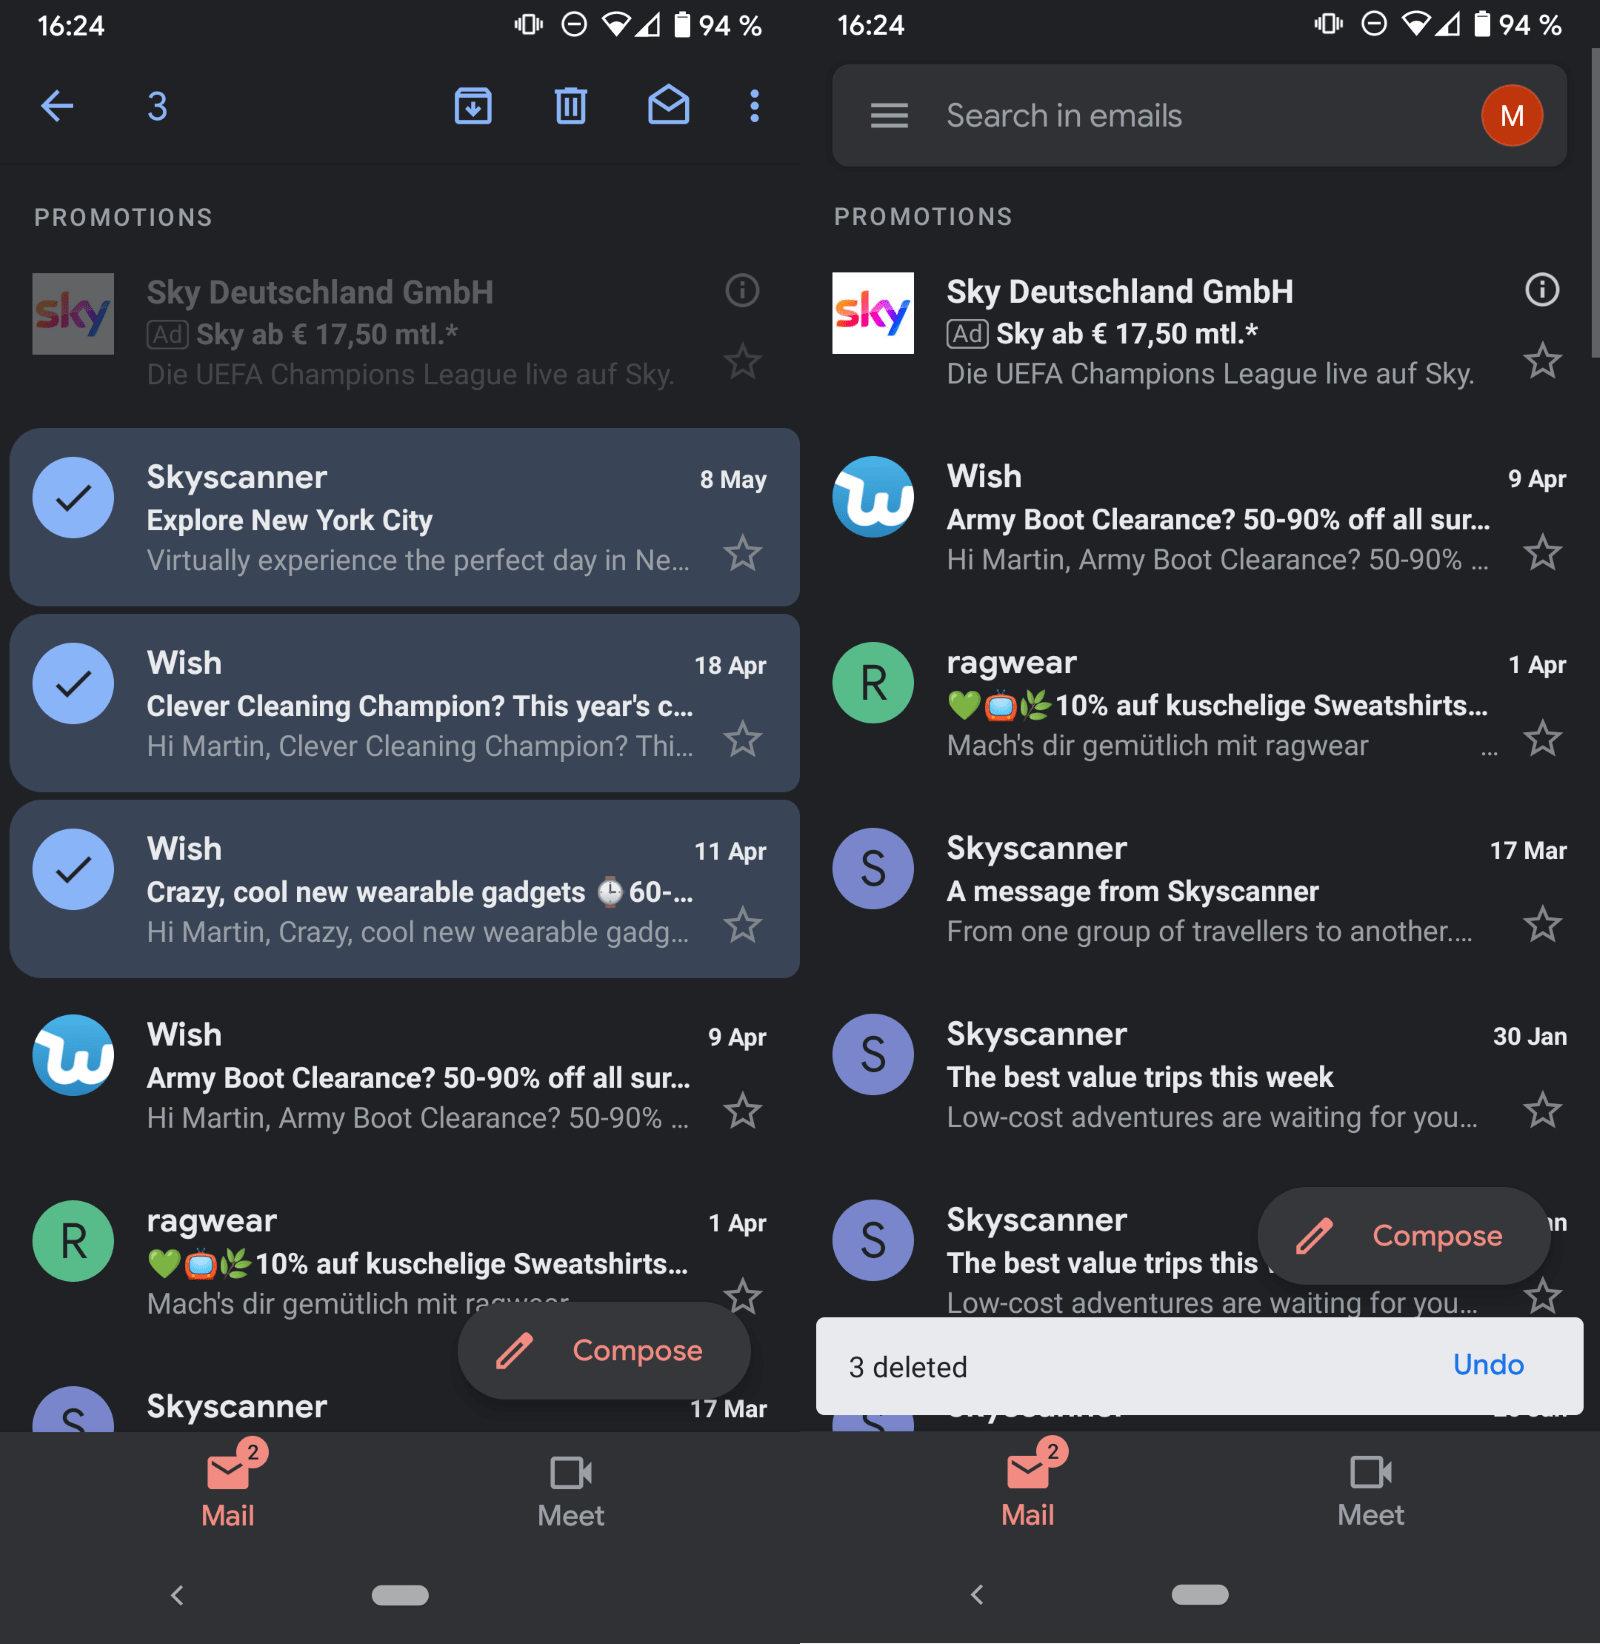 16:24
94 %
3
PROMOTIONS
sky
Sky Deutschland GmbH
Ad Sky ab € 17,50 mtl.*
Die UEFA Champions League live auf Sky.
Skyscanner
8 May
Explore New York City
Virtually experience the perfect day in Ne...
Wish
18 Apr
Clever Cleaning Champion? This year's c...
Hi Martin, Clever Cleaning Champion? Thi...
Wish
11 Apr
Crazy, cool new wearable gadgets ⌚60-...
Hi Martin, Crazy, cool new wearable gadg...
W
Wish
9 Apr
Army Boot Clearance? 50-90% off all sur...
Hi Martin, Army Boot Clearance? 50-90% ...
R
ragwear
1 Apr
💚📺🌿10% auf kuschelige Sweatshirts...
Mach's dir gemütlich mit ragwear
Compose
S
Skyscanner
17 Mar
2
Mail
Meet
16:24
94 %
Search in emails
M
PROMOTIONS
sky
Sky Deutschland GmbH
Ad Sky ab € 17,50 mtl.*
Die UEFA Champions League live auf Sky.
W
Wish
9 Apr
Army Boot Clearance? 50-90% off all sur...
Hi Martin, Army Boot Clearance? 50-90% ...
R
ragwear
1 Apr
💚📺🌿10% auf kuschelige Sweatshirts...
Mach's dir gemütlich mit ragwear ...
S
Skyscanner
17 Mar
A message from Skyscanner
From one group of travellers to another....
S
Skyscanner
30 Jan
The best value trips this week
Low-cost adventures are waiting for you...
S
Skyscanner
The best value trips this
Low-cost adventures are waiting for you...
Compose
3 deleted
Undo
S
Skyscanner
2
Mail
Meet